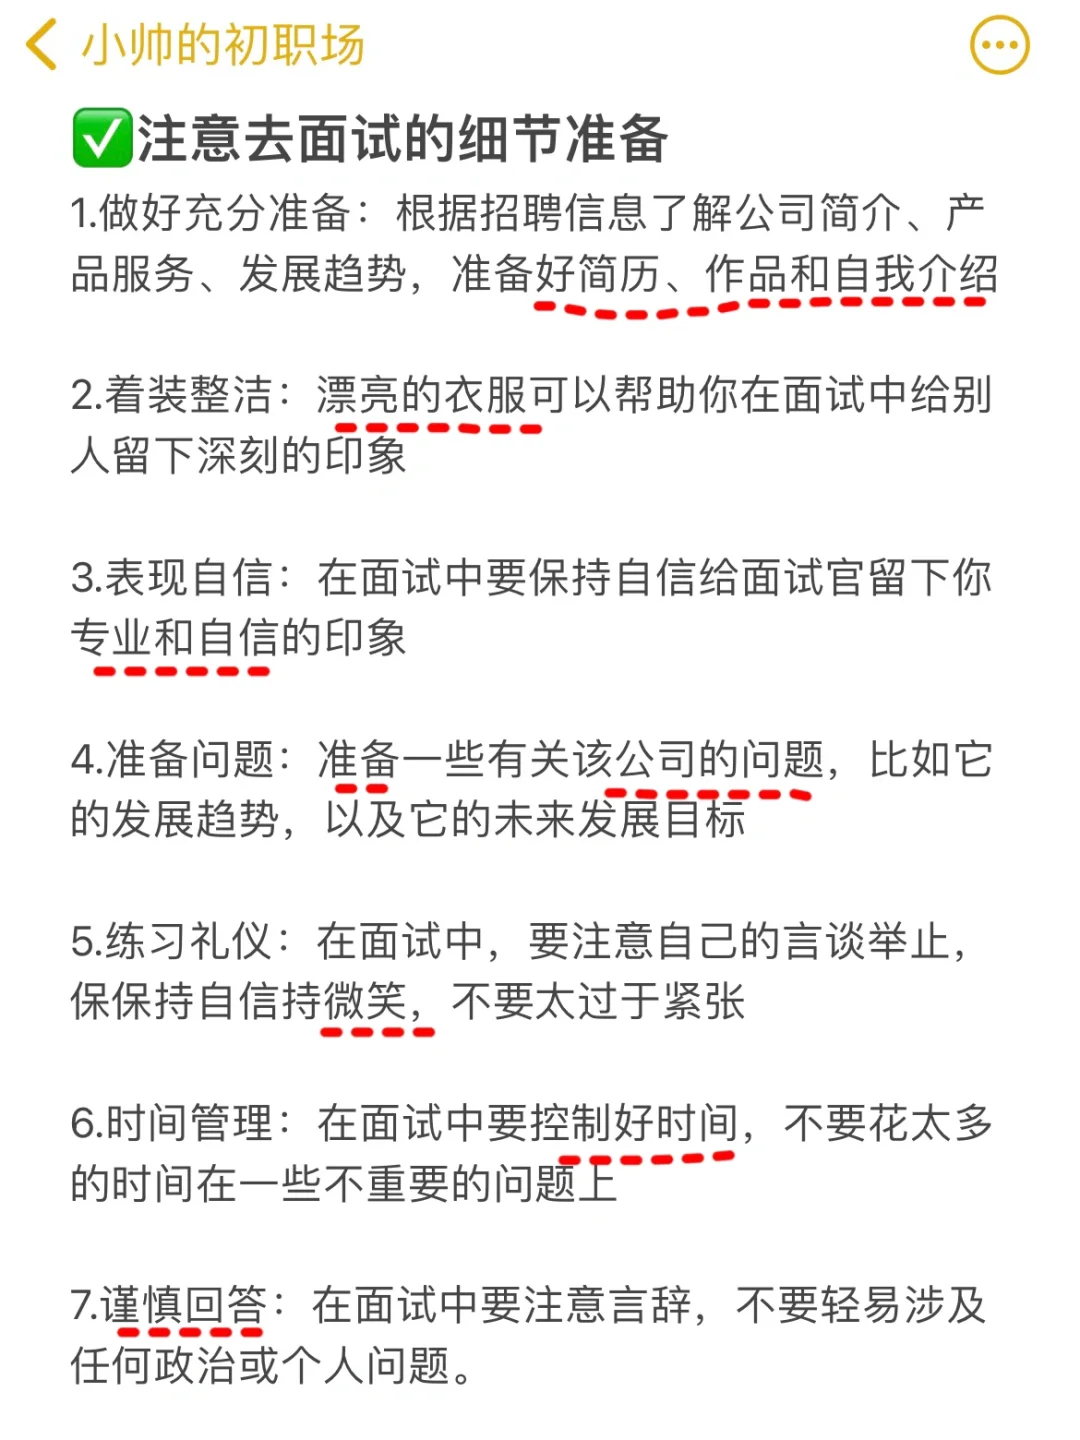 小帅的初职场
✅注意去面试的细节准备
1.做好充分准备：根据招聘信息了解公司简介、产
品服务、发展趋势，准备好简历、作品和自我介绍
2.着装整洁：漂亮的衣服可以帮助你在面试中给别
人留下深刻的印象
3.表现自信：在面试中要保持自信给面试官留下你
专业和自信的印象
4.准备问题：准备一些有关该公司的问题，比如它
的发展趋势，以及它的未来发展目标
5.练习礼仪：在面试中，要注意自己的言谈举止，
保保持自信持微笑，不要太过于紧张
6.时间管理：在面试中要控制好时间，不要花太多
的时间在一些不重要的问题上
7.谨慎回答：在面试中要注意言辞，不要轻易涉及
任何政治或个人问题。